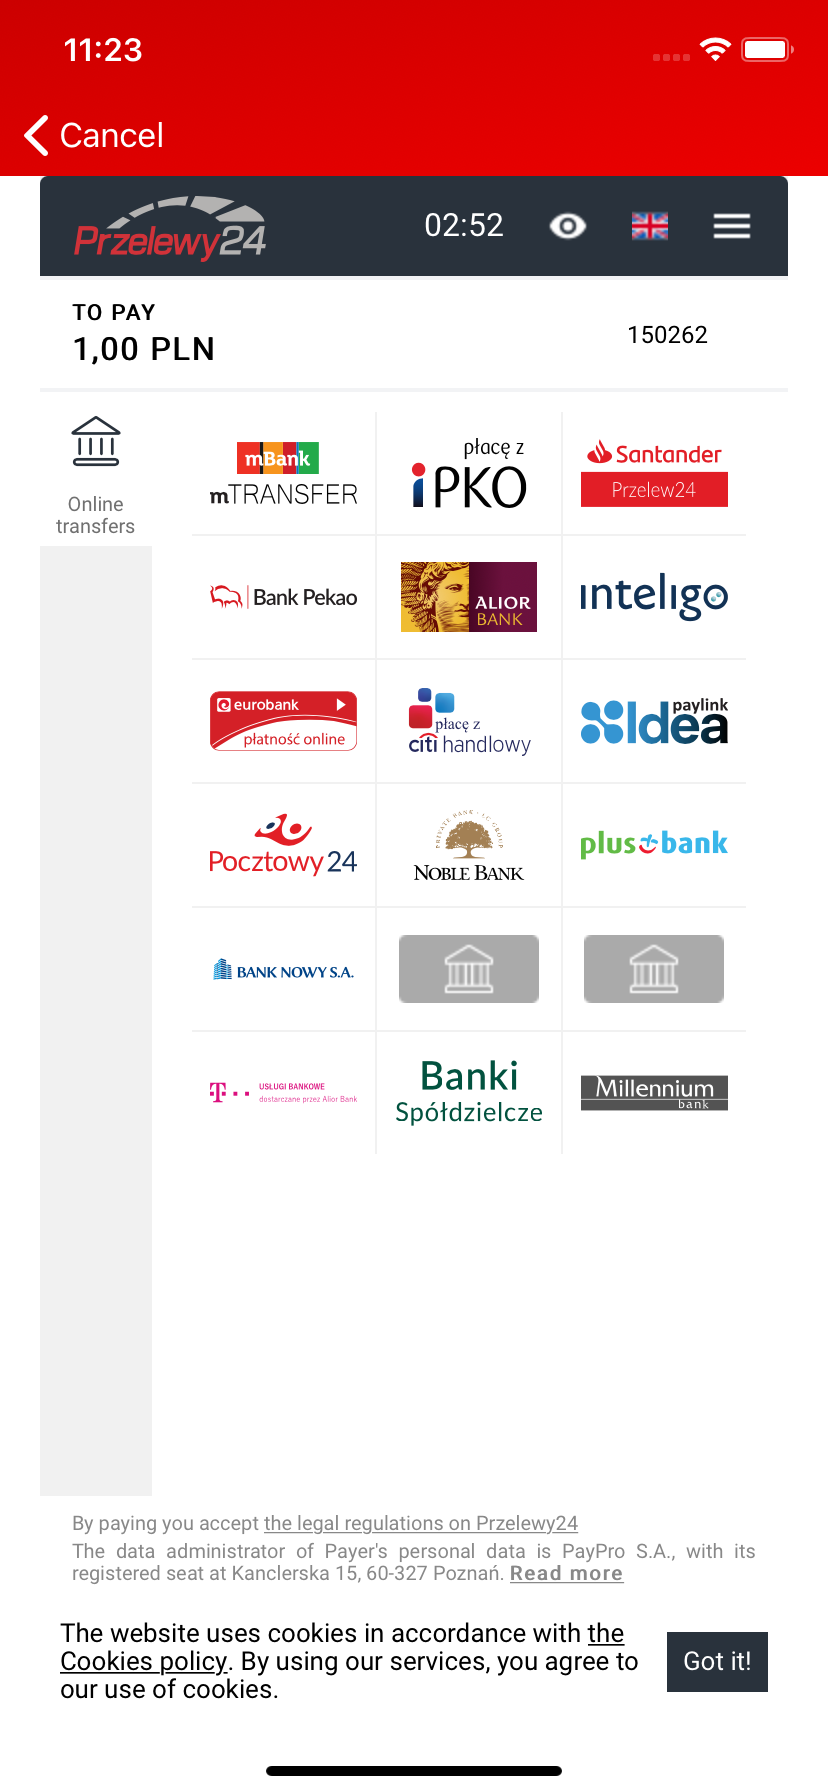 11:23
Cancel
Przelewy24
02:52
TO PAY
1,00 PLN
150262
Online
transfers
mBank
mTRANSFER
płacę z
iPKO
Santander
Przelew24
Bank Pekao
ALIOR
BANK
inteligo
eurobank
płatność online
płacę z
citi handlowy
paylink
Idea
Pocztowy24
PRIVATE BANK · LC GROUP
NOBLE BANK
plus bank
BANK NOWY S.A.
T
USŁUGI BANKOWE
dostarczane przez Alior Bank
Banki
Spółdzielcze
Millennium
bank
By paying you accept the legal regulations on Przelewy24
The data administrator of Payer's personal data is PayPro S.A., with its
registered seat at Kanclerska 15, 60-327 Poznań. Read more
The website uses cookies in accordance with the
Cookies policy. By using our services, you agree to
our use of cookies.
Got it!